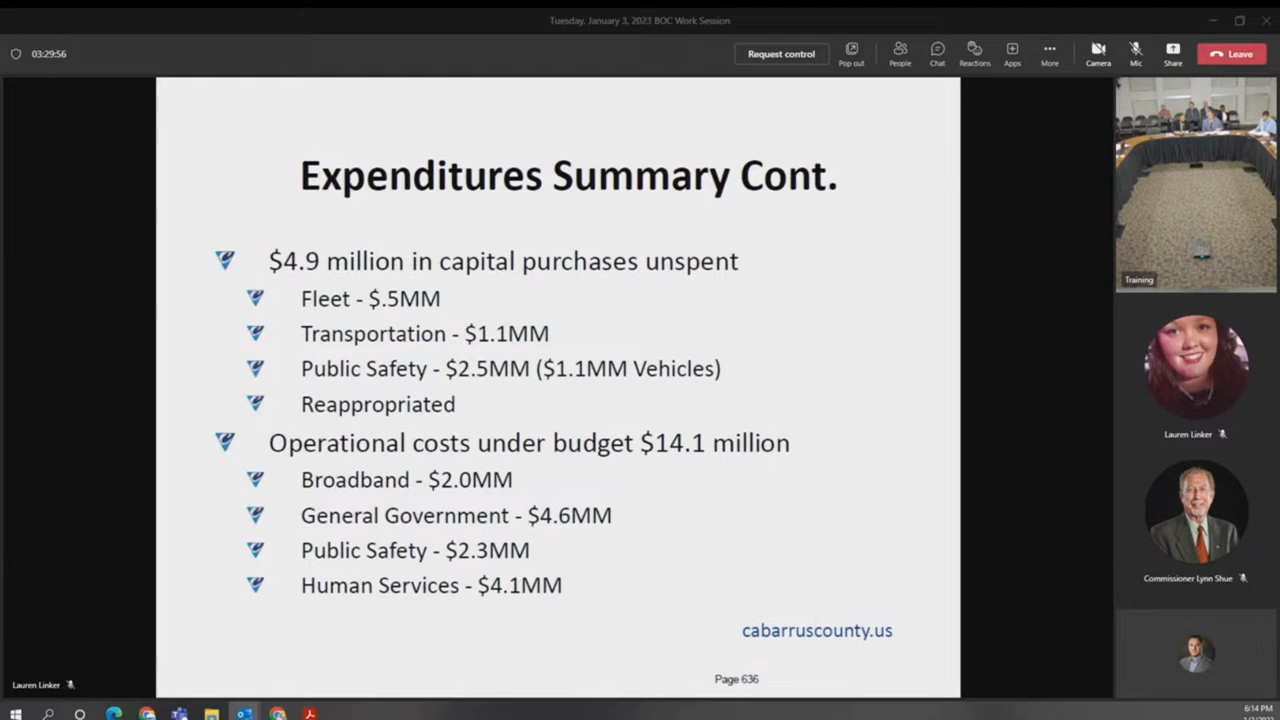 Tuesday, January 3, 2023 BOC Work Session
03:29:56
Request control
Pop out
People
Chat
Reactions
Apps
More
Camera
Mic
Share
Leave
Expenditures Summary Cont.
$4.9 million in capital purchases unspent
Fleet - $.5MM
Transportation - $1.1MM
Public Safety - $2.5MM ($1.1MM Vehicles)
Reappropriated
Operational costs under budget $14.1 million
Broadband - $2.0MM
General Government - $4.6MM
Public Safety - $2.3MM
Human Services - $4.1MM
cabarruscounty.us
Page 636
Training
Lauren Linker
Commissioner Lynn Shue
Lauren Linker
6:14 PM